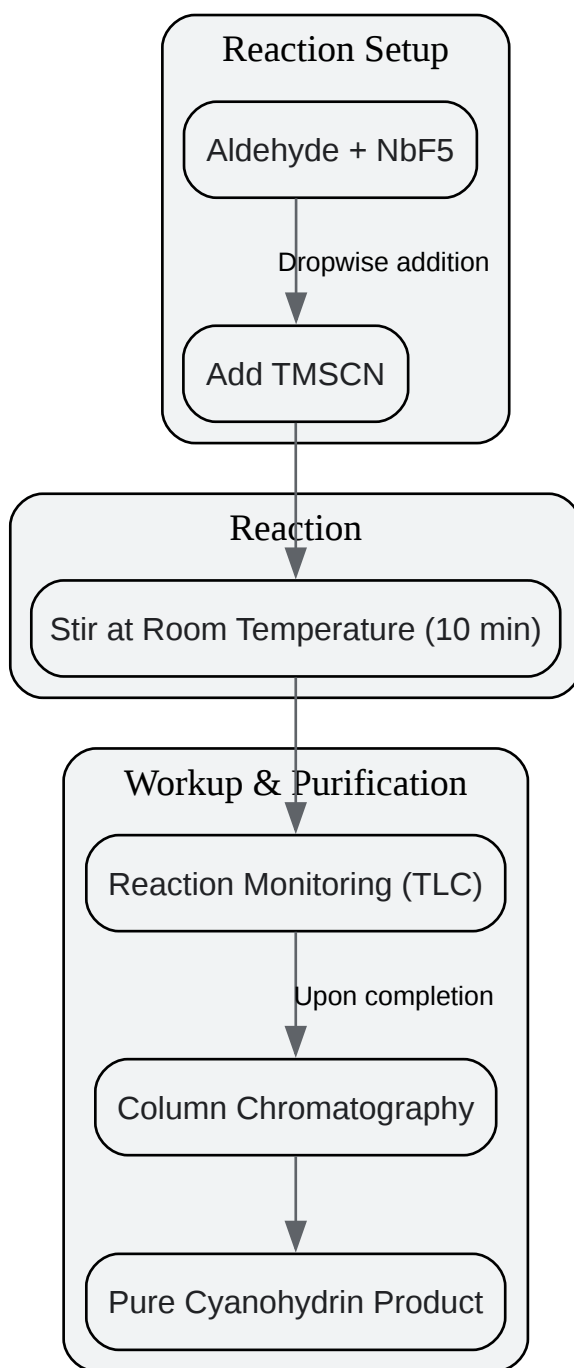 Reaction Setup
Aldehyde + NbF5
Dropwise addition
Add TMSCN
Reaction
Stir at Room Temperature (10 min)
Workup & Purification
Reaction Monitoring (TLC)
Upon completion
Column Chromatography
Pure Cyanohydrin Product